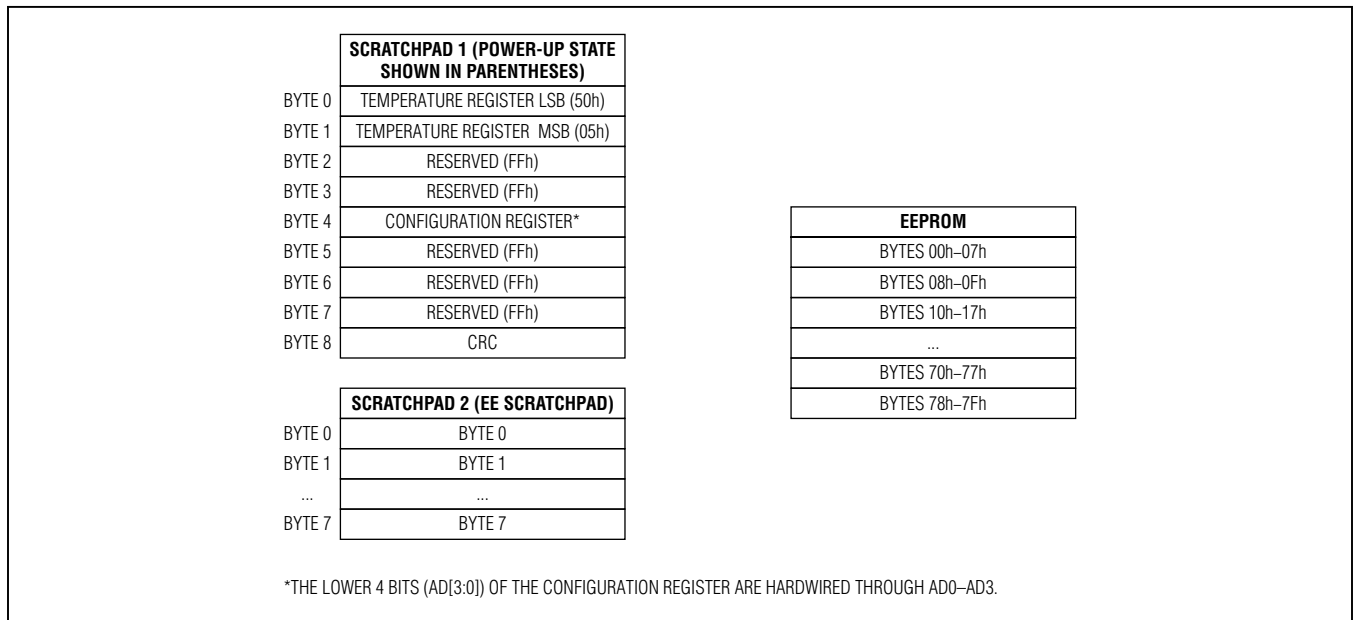 SCRATCHPAD 1 (POWER-UP STATE
SHOWN IN PARENTHESES)
BYTE 0 TEMPERATURE REGISTER LSB (50h)
BYTE 1 TEMPERATURE REGISTER MSB (05h)
BYTE 2 RESERVED (FFh)
BYTE 3 RESERVED (FFh)
BYTE 4 CONFIGURATION REGISTER*
BYTE 5 RESERVED (FFh)
BYTE 6 RESERVED (FFh)
BYTE 7 RESERVED (FFh)
BYTE 8 CRC
SCRATCHPAD 2 (EE SCRATCHPAD)
BYTE 0 BYTE 0
BYTE 1 BYTE 1
... ...
BYTE 7 BYTE 7
EEPROM
BYTES 00h–07h
BYTES 08h–0Fh
BYTES 10h–17h
...
BYTES 70h–77h
BYTES 78h–7Fh
*THE LOWER 4 BITS (AD[3:0]) OF THE CONFIGURATION REGISTER ARE HARDWIRED THROUGH AD0–AD3.